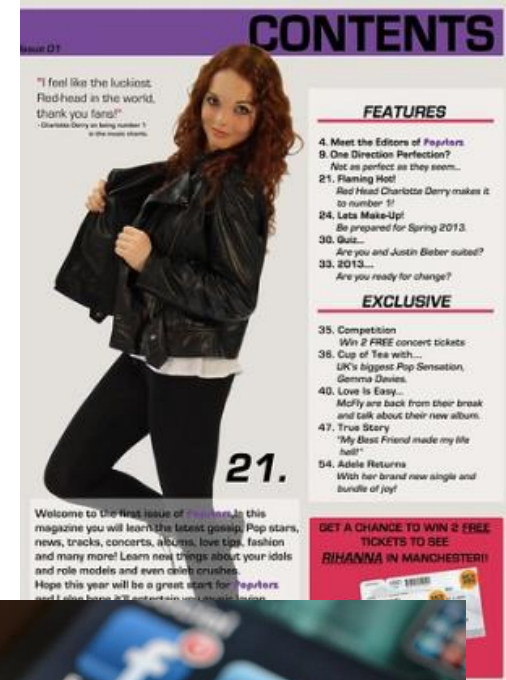 Issue 01
CONTENTS
"I feel like the luckiest
Red-head in the world,
thank you fans!"
- Charlotte Derry on being number 1
in the music charts.
FEATURES
4. Meet the Editors of Popstars
9. One Direction Perfection?
Not as perfect as they seem..
21. Flaming Hot!
Red Head Charlotte Derry makes it
to number 1!
24. Lets Make-Up!
Be prepared for Spring 2013.
30. Quiz...
Are you and Justin Bieber suited?
33. 2013....
Are you ready for change?
EXCLUSIVE
35. Competition
Win 2 FREE concert tickets
36. Cup of Tea with...
UK's biggest Pop Sensation,
Gemma Davies.
40. Love Is Easy...
McFly are back from their break
and talk about their new album.
47. True Story
"My Best Friend made my life
hell!"
54. Adele Returns
With her brand new single and
bundle of joy!
21.
Welcome to the first issue of Popstars,In this
magazine you will learn the latest gossip, Pop stars,
news, tracks, concerts, albums, love tips, fashion
and many more! Learn new things about your idols
and role models and even celeb crushes.
Hope this year will be a great start for Popstars
and I also hope it'll entertain you music loving
GET A CHANCE TO WIN 2 FREE
TICKETS TO SEE
RIHANNA IN MANCHESTER!!